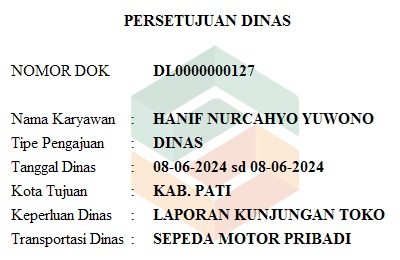 PERSETUJUAN DINAS
NOMOR DOK DL0000000127
Nama Karyawan : HANIF NURCAHYO YUWONO
Tipe Pengajuan : DINAS
Tanggal Dinas : 08-06-2024 sd 08-06-2024
Kota Tujuan : KAB. PATI
Keperluan Dinas : LAPORAN KUNJUNGAN TOKO
Transportasi Dinas : SEPEDA MOTOR PRIBADI